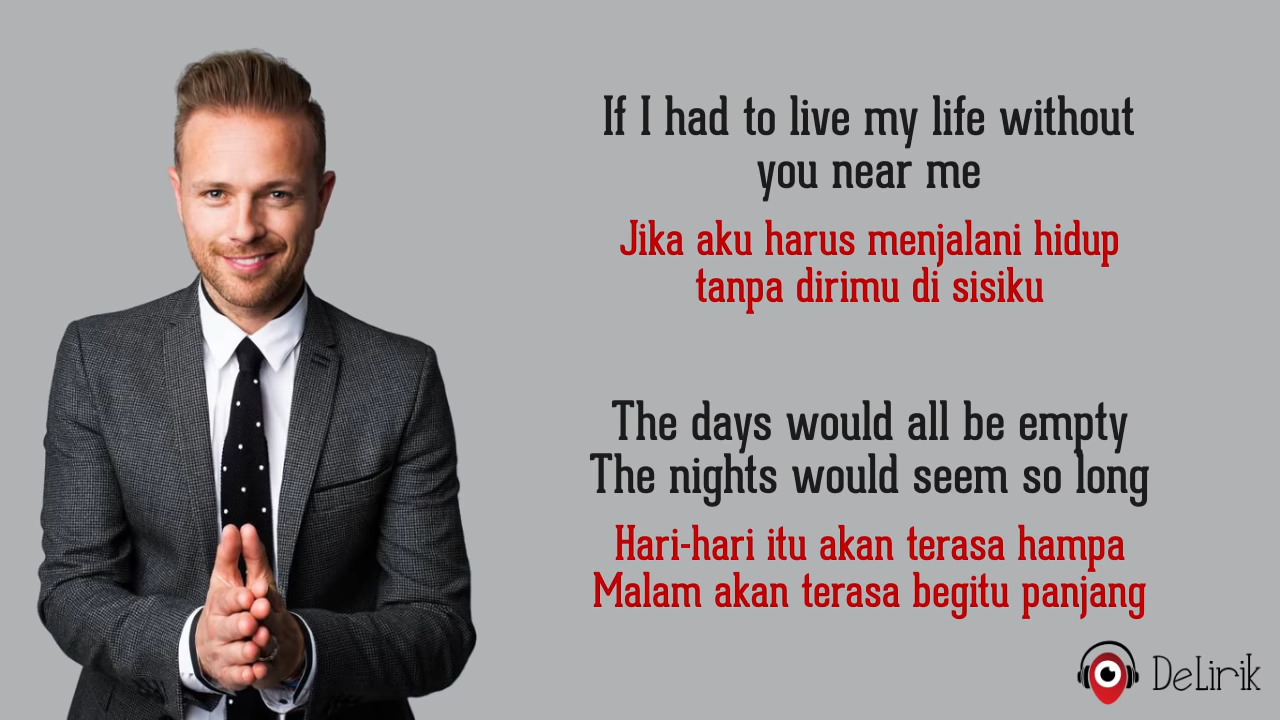 If I had to live my life without
you near me
Jika aku harus menjalani hidup
tanpa dirimu di sisiku
The days would all be empty
The nights would seem so long
Hari-hari itu akan terasa hampa
Malam akan terasa begitu panjang
DeLirik